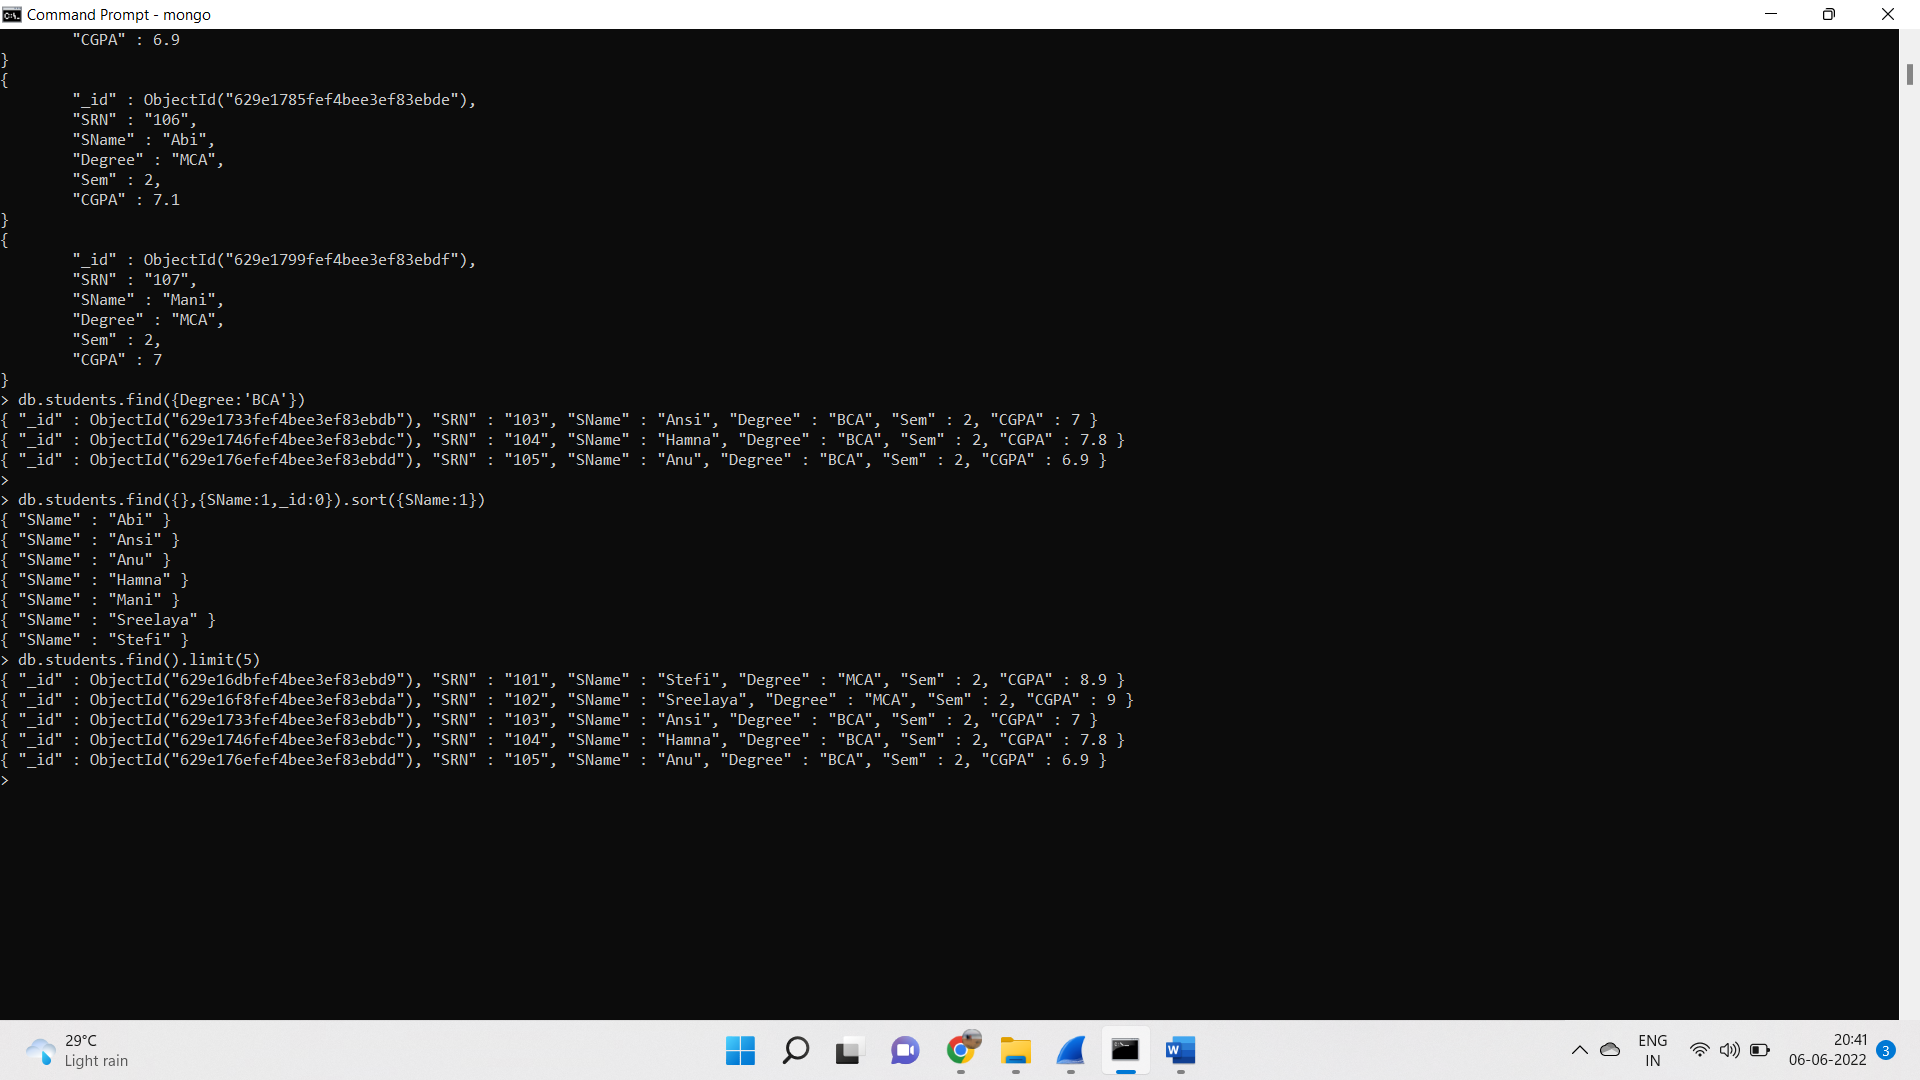 Command Prompt - mongo
        "CGPA" : 6.9
}
{
        "_id" : ObjectId("629e1785fef4bee3ef83ebde"),
        "SRN" : "106",
        "SName" : "Abi",
        "Degree" : "MCA",
        "Sem" : 2,
        "CGPA" : 7.1
}
{
        "_id" : ObjectId("629e1799fef4bee3ef83ebdf"),
        "SRN" : "107",
        "SName" : "Mani",
        "Degree" : "MCA",
        "Sem" : 2,
        "CGPA" : 7
}
> db.students.find({Degree:'BCA'})
{ "_id" : ObjectId("629e1733fef4bee3ef83ebdb"), "SRN" : "103", "SName" : "Ansi", "Degree" : "BCA", "Sem" : 2, "CGPA" : 7 }
{ "_id" : ObjectId("629e1746fef4bee3ef83ebdc"), "SRN" : "104", "SName" : "Hamna", "Degree" : "BCA", "Sem" : 2, "CGPA" : 7.8 }
{ "_id" : ObjectId("629e176efef4bee3ef83ebdd"), "SRN" : "105", "SName" : "Anu", "Degree" : "BCA", "Sem" : 2, "CGPA" : 6.9 }
>
> db.students.find({},{SName:1,_id:0}).sort({SName:1})
{ "SName" : "Abi" }
{ "SName" : "Ansi" }
{ "SName" : "Anu" }
{ "SName" : "Hamna" }
{ "SName" : "Mani" }
{ "SName" : "Sreelaya" }
{ "SName" : "Stefi" }
> db.students.find().limit(5)
{ "_id" : ObjectId("629e16dbfef4bee3ef83ebd9"), "SRN" : "101", "SName" : "Stefi", "Degree" : "MCA", "Sem" : 2, "CGPA" : 8.9 }
{ "_id" : ObjectId("629e16f8fef4bee3ef83ebda"), "SRN" : "102", "SName" : "Sreelaya", "Degree" : "MCA", "Sem" : 2, "CGPA" : 9 }
{ "_id" : ObjectId("629e1733fef4bee3ef83ebdb"), "SRN" : "103", "SName" : "Ansi", "Degree" : "BCA", "Sem" : 2, "CGPA" : 7 }
{ "_id" : ObjectId("629e1746fef4bee3ef83ebdc"), "SRN" : "104", "SName" : "Hamna", "Degree" : "BCA", "Sem" : 2, "CGPA" : 7.8 }
{ "_id" : ObjectId("629e176efef4bee3ef83ebdd"), "SRN" : "105", "SName" : "Anu", "Degree" : "BCA", "Sem" : 2, "CGPA" : 6.9 }
>
29°C
Light rain
W
ENG
IN
20:41
06-06-2022
3